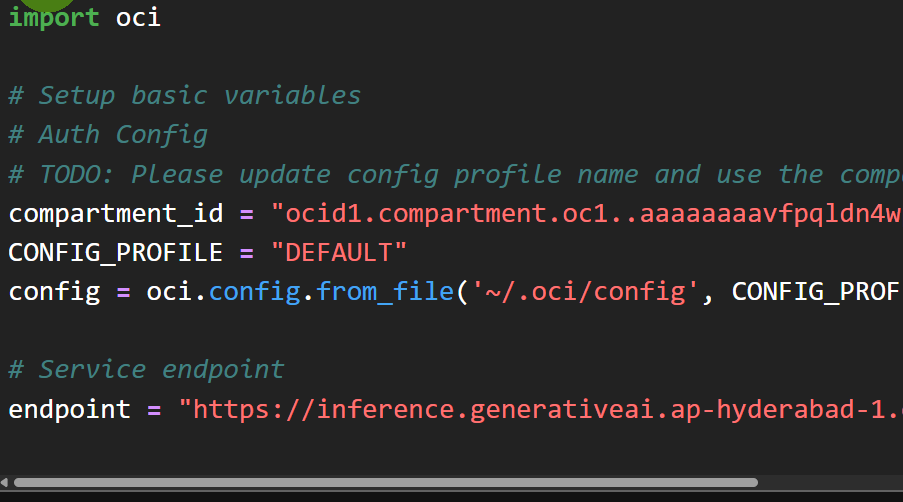 import oci
# Setup basic variables
# Auth Config
# TODO: Please update config profile name and use the comp
compartment_id = "ocid1.compartment.oc1..aaaaaaaavfpqldn4w
CONFIG_PROFILE = "DEFAULT"
config = oci.config.from_file('~/.oci/config', CONFIG_PROF
# Service endpoint
endpoint = "https://inference.generativeai.ap-hyderabad-1.